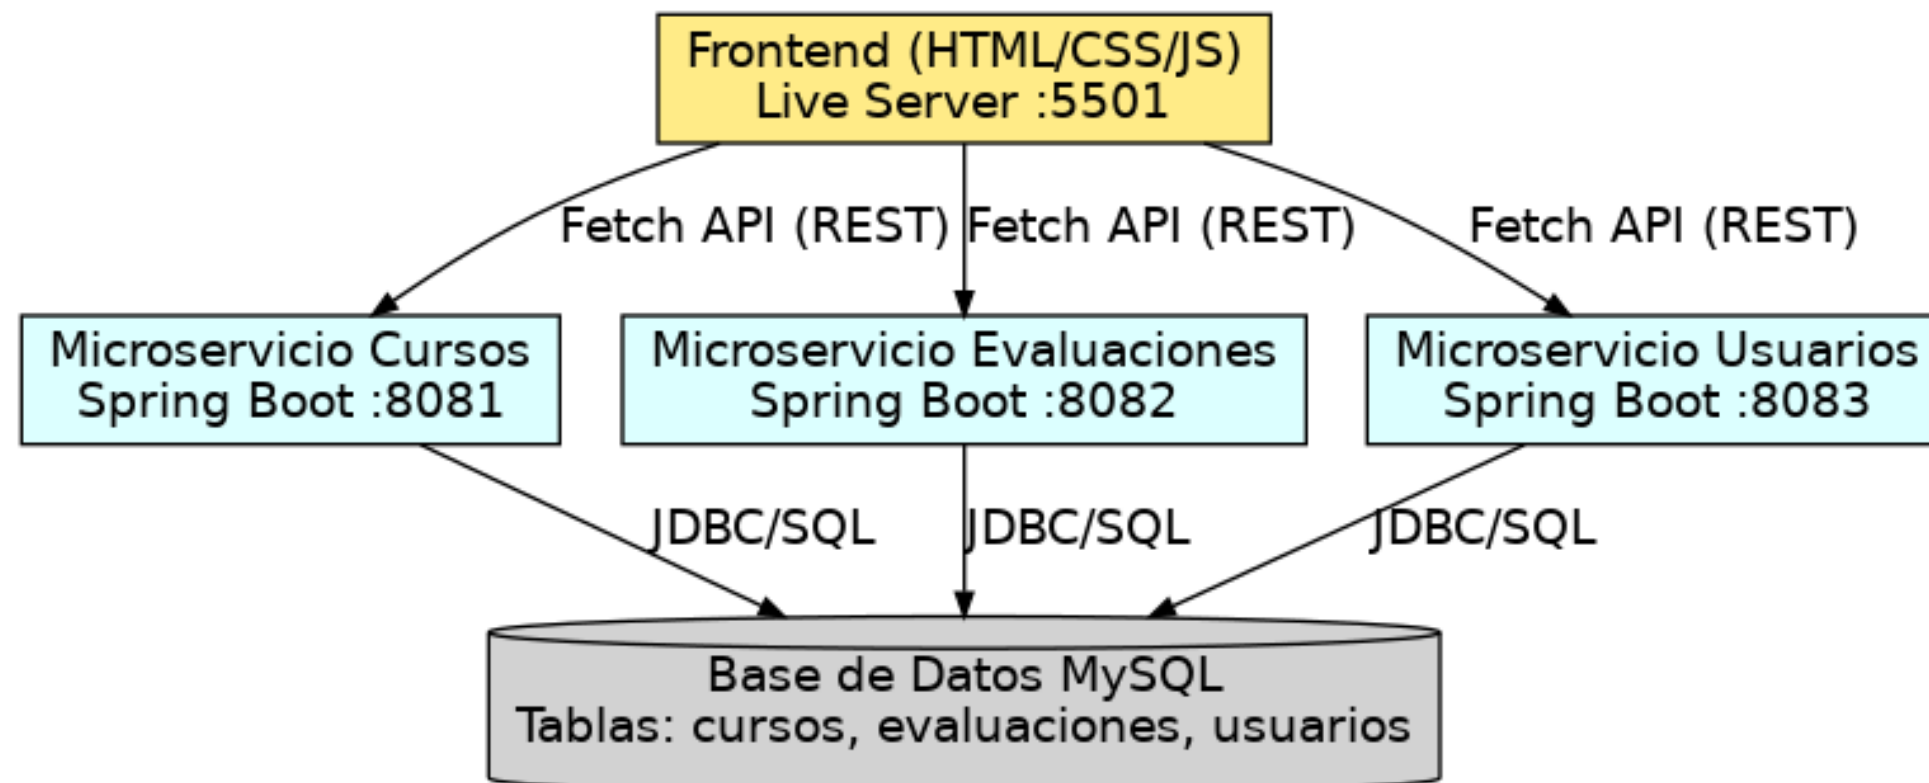 Frontend (HTML/CSS/JS)
Live Server :5501
Fetch API (REST)
Fetch API (REST)
Fetch API (REST)
Microservicio Cursos
Spring Boot :8081
Microservicio Evaluaciones
Spring Boot :8082
Microservicio Usuarios
Spring Boot :8083
JDBC/SQL
JDBC/SQL
JDBC/SQL
Base de Datos MySQL
Tablas: cursos, evaluaciones, usuarios